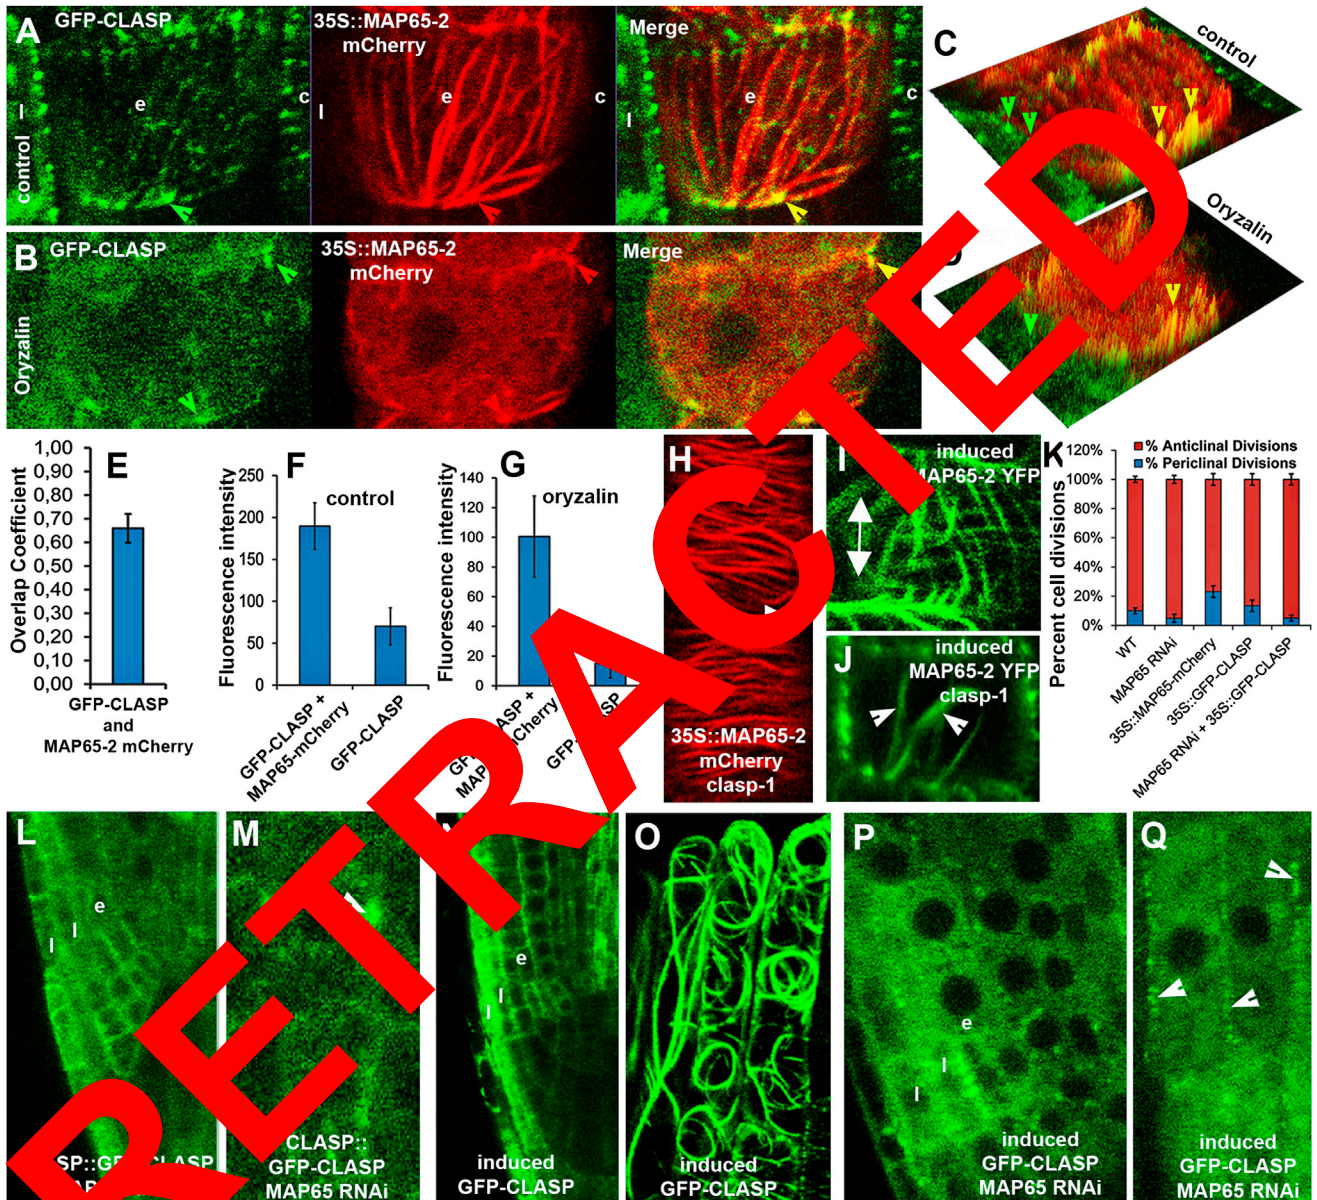 A
GFP-CLASP
35S::MAP65-2
mCherry
Merge
l
e
c
l
e
c
l
e
c
control
B
GFP-CLASP
35S::MAP65-2
mCherry
Merge
Oryzalin
C
control
Oryzalin
E
1,00
0,90
0,80
0,70
0,60
0,50
0,40
0,30
0,20
0,10
0,00
Overlap Coefficient
GFP-CLASP
and
MAP65-2 mCherry
F
control
250
200
150
100
50
0
Fluorescence intensity
GFP-CLASP +
MAP65-mCherry
GFP-CLASP
G
oryzalin
140
120
100
80
60
40
20
0
Fluorescence intensity
H
35S::MAP65-2
mCherry
clasp-1
I
induced
MAP65-2 YFP
J
induced
MAP65-2 YFP
clasp-1
K
% Anticlinal Divisions
% Periclinal Divisions
120%
100%
80%
60%
40%
20%
0%
Percent cell divisions
WT
MAP65 RNAi
35S::MAP65-mCherry
35S::GFP-CLASP
MAP65 RNAi + 35S::GFP-CLASP
L
e
l
l
M
CLASP::
GFP-CLASP
MAP65 RNAi
e
l
l
induced
GFP-CLASP
O
induced
GFP-CLASP
P
e
l
l
induced
GFP-CLASP
MAP65 RNAi
Q
induced
GFP-CLASP
MAP65 RNAi
RETRACTED